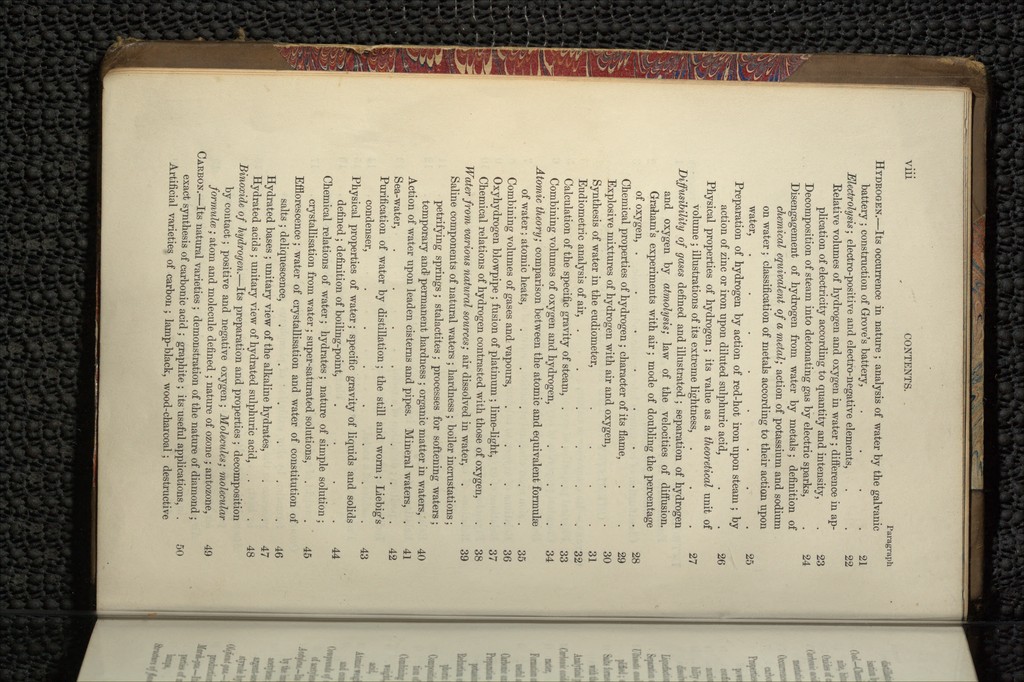 viii
CONTENTS.
Paragraph
HYDROGEN.—Its occurrence in nature; analysis of water by the galvanic
battery; construction of Grove's battery, . . . 21
Electrolysis; electro-positive and electro-negative elements, . 22
Relative volumes of hydrogen and oxygen in water; difference in ap-
plication of electricity according to quantity and intensity, . 23
Decomposition of steam into detonating gas by electric sparks, . 24
Disengagement of hydrogen from water by metals; definition of
chemical equivalent of a metal; action of potassium and sodium
on water; classification of metals according to their action upon
water, . . . . . . . 25
Preparation of hydrogen by action of red-hot iron upon steam; by
action of zinc or iron upon diluted sulphuric acid, . . 26
Physical properties of hydrogen; its value as a theoretical unit of
volume; illustrations of its extreme lightness, . . . 27
Diffusibility of gases defined and illustrated; separation of hydrogen
and oxygen by atmolysis; law of the velocities of diffusion.
Graham's experiments with air; mode of doubling the percentage
of oxygen, . . . . . . . 28
Chemical properties of hydrogen; character of its flame, . . 29
Explosive mixtures of hydrogen with air and oxygen, . . 30
Synthesis of water in the eudiometer, . . . . 31
Eudiometric analysis of air, . . . . . 32
Calculation of the specific gravity of steam, . . . 33
Combining volumes of oxygen and hydrogen, . . . 34
Atomic theory; comparison between the atomic and equivalent formulæ
of water; atomic heats, . . . . . 35
Combining volumes of gases and vapours, . . . 36
Oxyhydrogen blowpipe; fusion of platinum; lime-light, . . 37
Chemical relations of hydrogen contrasted with those of oxygen, . 38
Water from various natural sources; air dissolved in water, . 39
Saline components of natural waters; hardness; boiler incrustations;
petrifying springs; stalactites; processes for softening waters;
temporary and permanent hardness; organic matter in waters, . 40
Action of water upon leaden cisterns and pipes. Mineral waters, . 41
Sea-water, . . . . . . . 42
Purification of water by distillation; the still and worm; Liebig's
condenser, . . . . . . . 43
Physical properties of water; specific gravity of liquids and solids
defined; definition of boiling-point, . . . . 44
Chemical relations of water; hydrates; nature of simple solution;
crystallisation from water; super-saturated solutions, . . 45
Efflorescence; water of crystallisation and water of constitution of
salts; deliquescence, . . . . . . 46
Hydrated bases; unitary view of the alkaline hydrates, . . 47
Hydrated acids; unitary view of hydrated sulphuric acid, . . 48
Binoxide of hydrogen.—Its preparation and properties; decomposition
by contact; positive and negative oxygen; Molecules; molecular
formulæ; atom and molecule defined; nature of ozone; antozone, 49
CARBON.—Its natural varieties; demonstration of the nature of diamond;
exact synthesis of carbonic acid; graphite; its useful applications, . 50
Artificial varieties of carbon; lamp-black, wood-charcoal; destructive